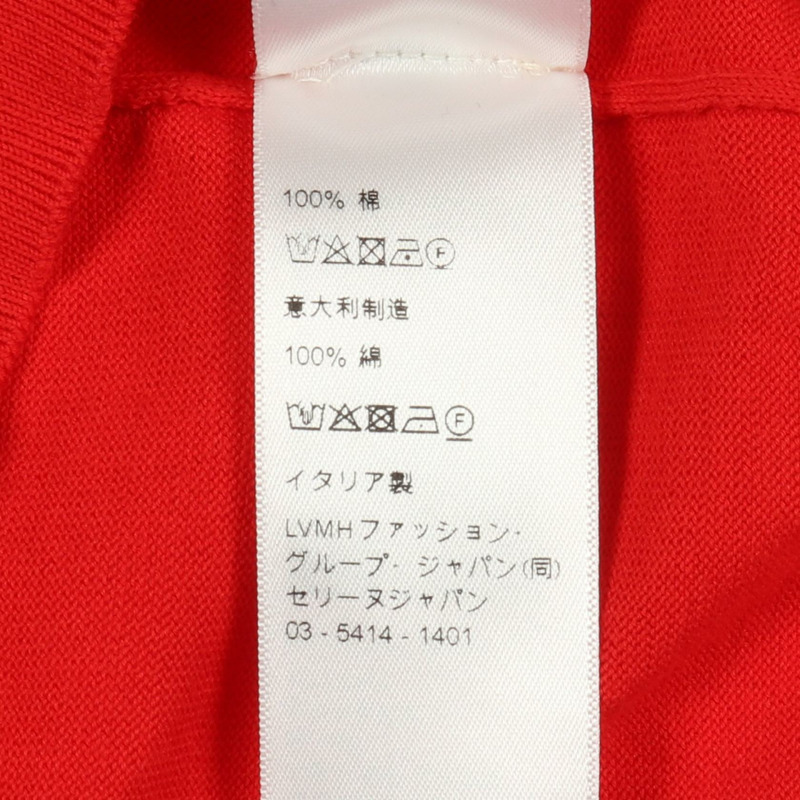 100% 棉
F
意大利制造
100% 綿
F
イタリア製
LVMHファッション・
グループ・ジャパン(同)
セリーヌジャパン
03 - 5414 - 1401